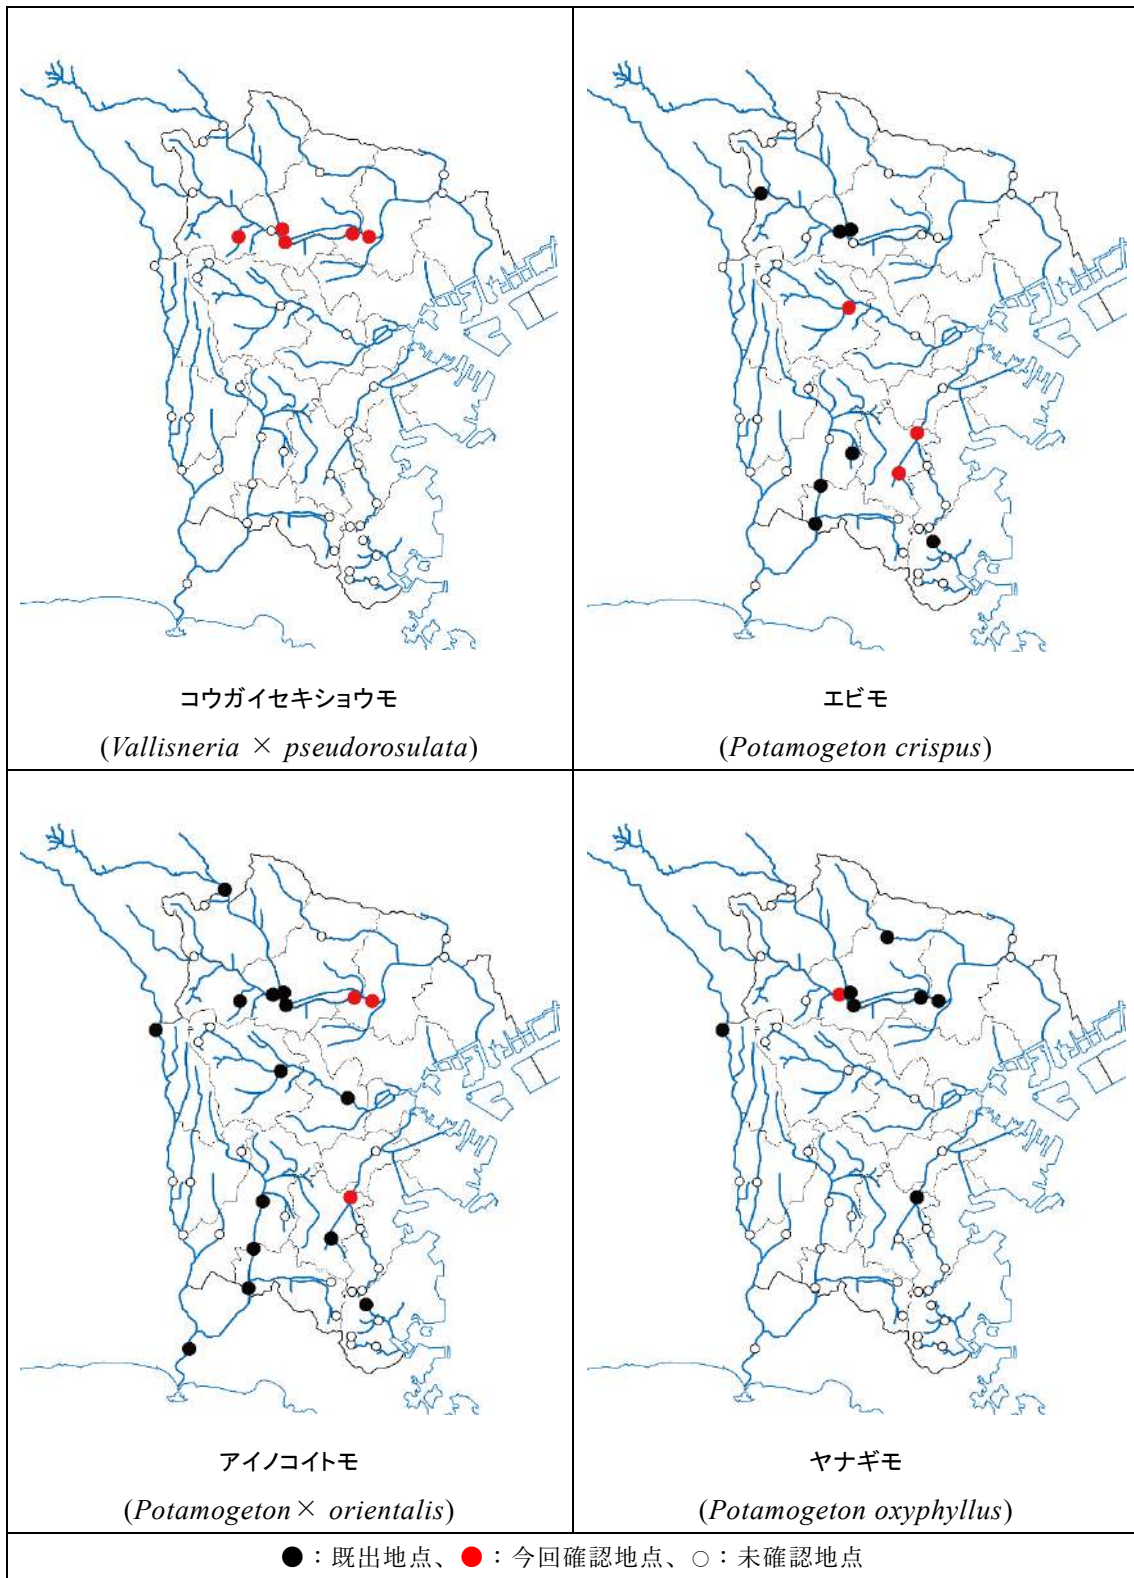 コウガイセキショウモ
(Vallisneria × pseudorosulata)
エビモ
(Potamogeton crispus)
アイノコイトモ
(Potamogeton× orientalis)
ヤナギモ
(Potamogeton oxyphyllus)
●：既出地点、●：今回確認地点、○：未確認地点